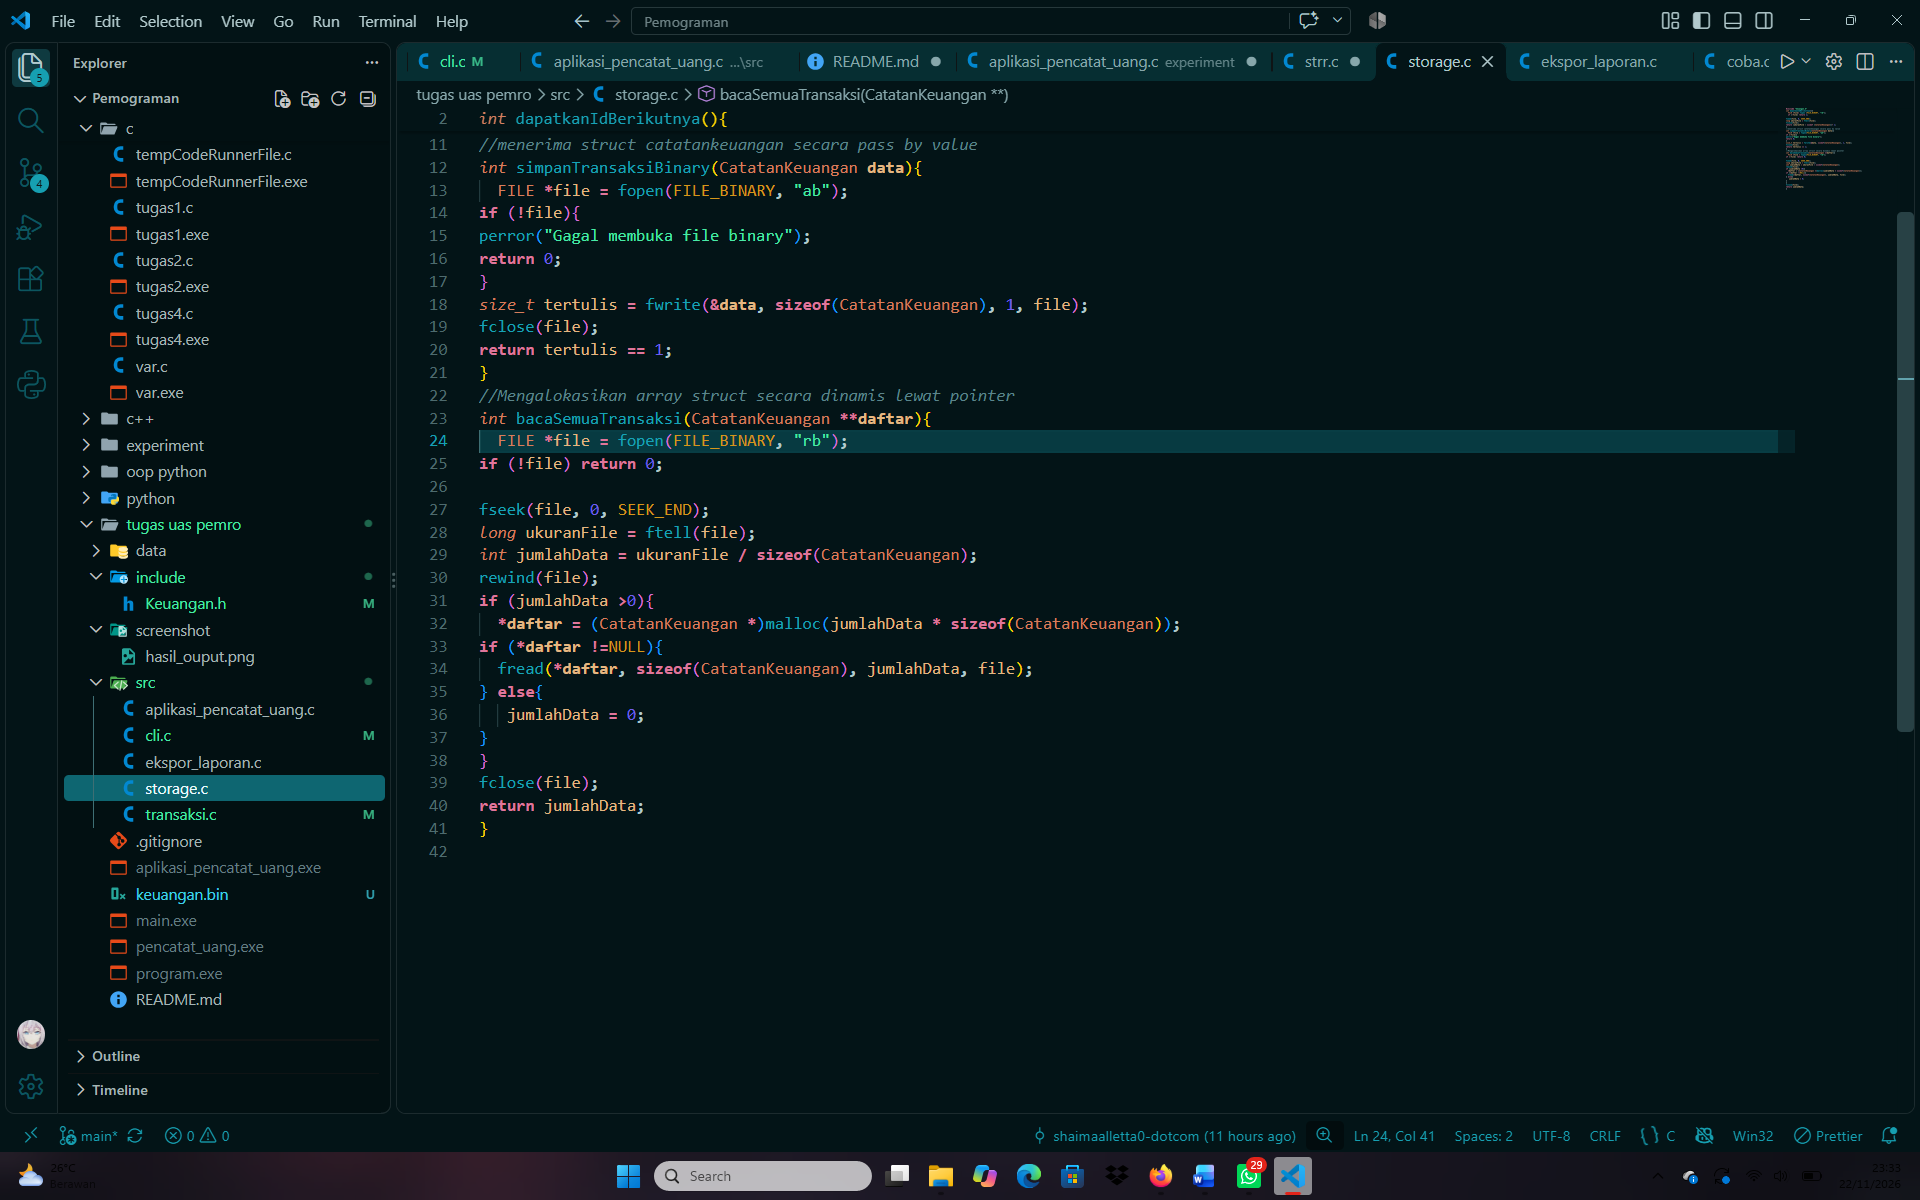 File Edit Selection View Go Run Terminal Help
Pemograman
5
4
Explorer
Pemograman
c
tempCodeRunnerFile.c
tempCodeRunnerFile.exe
tugas1.c
tugas1.exe
tugas2.c
tugas2.exe
tugas4.c
tugas4.exe
var.c
var.exe
c++
experiment
oop python
python
tugas uas pemro
data
include
Keuangan.h M
screenshot
hasil_ouput.png
src
aplikasi_pencatat_uang.c
cli.c M
ekspor_laporan.c
storage.c
transaksi.c M
.gitignore
aplikasi_pencatat_uang.exe
keuangan.bin U
main.exe
pencatat_uang.exe
program.exe
README.md
Outline
Timeline
cli.c M aplikasi_pencatat_uang.c ...\src README.md aplikasi_pencatat_uang.c experiment strr.c storage.c ekspor_laporan.c coba.c
tugas uas pemro > src > storage.c > bacaSemuaTransaksi(CatatanKeuangan **)
2 int dapatkanIdBerikutnya(){
11 //menerima struct catatankeuangan secara pass by value
12 int simpanTransaksiBinary(CatatanKeuangan data){
13 FILE *file = fopen(FILE_BINARY, "ab");
14 if (!file){
15 perror("Gagal membuka file binary");
16 return 0;
17 }
18 size_t tertulis = fwrite(&data, sizeof(CatatanKeuangan), 1, file);
19 fclose(file);
20 return tertulis == 1;
21 }
22 //Mengalokasikan array struct secara dinamis lewat pointer
23 int bacaSemuaTransaksi(CatatanKeuangan **daftar){
24 FILE *file = fopen(FILE_BINARY, "rb");
25 if (!file) return 0;
26
27 fseek(file, 0, SEEK_END);
28 long ukuranFile = ftell(file);
29 int jumlahData = ukuranFile / sizeof(CatatanKeuangan);
30 rewind(file);
31 if (jumlahData >0){
32 *daftar = (CatatanKeuangan *)malloc(jumlahData * sizeof(CatatanKeuangan));
33 if (*daftar !=NULL){
34 fread(*daftar, sizeof(CatatanKeuangan), jumlahData, file);
35 } else{
36 jumlahData = 0;
37 }
38 }
39 fclose(file);
40 return jumlahData;
41 }
42
main* 0 0 shaimaalletta0-dotcom (11 hours ago) Ln 24, Col 41 Spaces: 2 UTF-8 CRLF { } C Win32 Prettier
26°C
Berawan
Search
29
23:33
22/11/2026